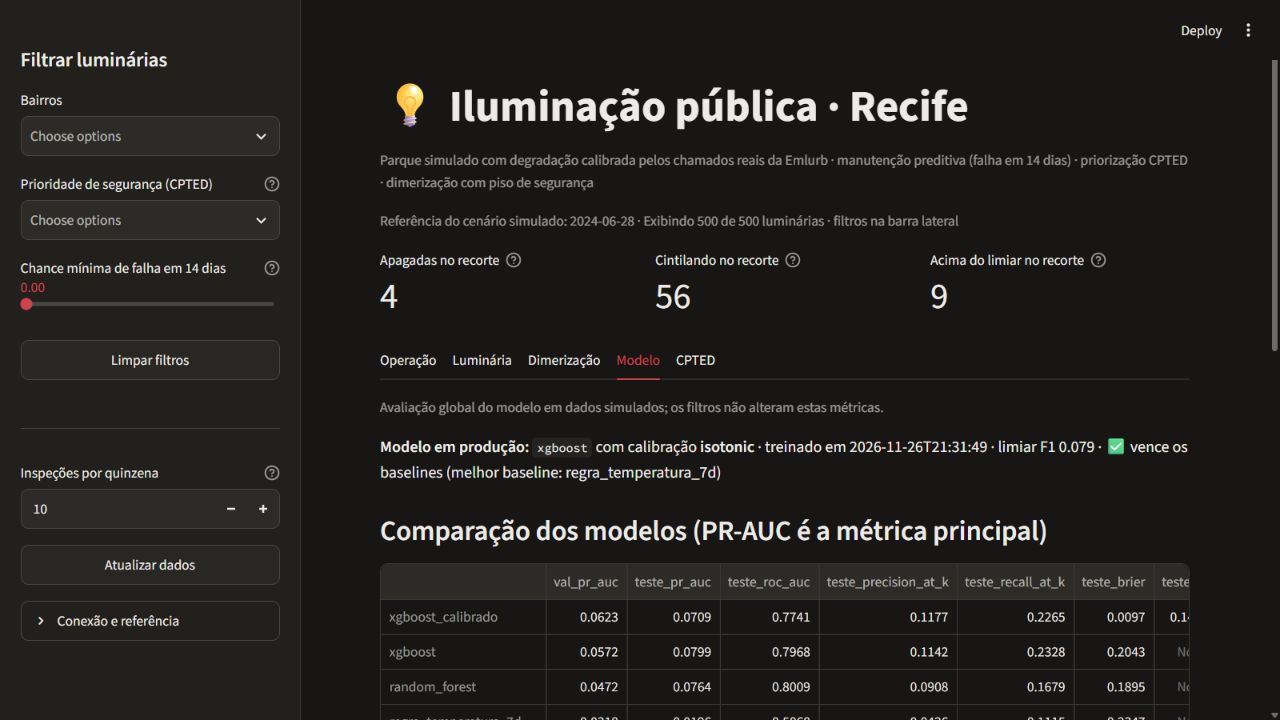 Deploy
Filtrar luminárias
Bairros
Choose options
Prioridade de segurança (CPTED)
Choose options
Chance mínima de falha em 14 dias
0.00
Limpar filtros
Inspeções por quinzena
10
Atualizar dados
Conexão e referência
Iluminação pública · Recife
Parque simulado com degradação calibrada pelos chamados reais da Emlurb · manutenção preditiva (falha em 14 dias) · priorização CPTED
· dimerização com piso de segurança
Referência do cenário simulado: 2024-06-28 · Exibindo 500 de 500 luminárias · filtros na barra lateral
Apagadas no recorte Cintilando no recorte Acima do limiar no recorte
4 56 9
Operação Luminária Dimerização Modelo CPTED
Avaliação global do modelo em dados simulados; os filtros não alteram estas métricas.
Modelo em produção: xgboost com calibração isotonic · treinado em 2026-11-26T21:31:49 · limiar F1 0.079 · ✅ vence os
baselines (melhor baseline: regra_temperatura_7d)
Comparação dos modelos (PR-AUC é a métrica principal)
val_pr_auc teste_pr_auc teste_roc_auc teste_precision_at_k teste_recall_at_k teste_brier teste
xgboost_calibrado 0.0623 0.0709 0.7741 0.1177 0.2265 0.0097 0.1
xgboost 0.0572 0.0799 0.7968 0.1142 0.2328 0.2043
random_forest 0.0472 0.0764 0.8009 0.0908 0.1679 0.1895